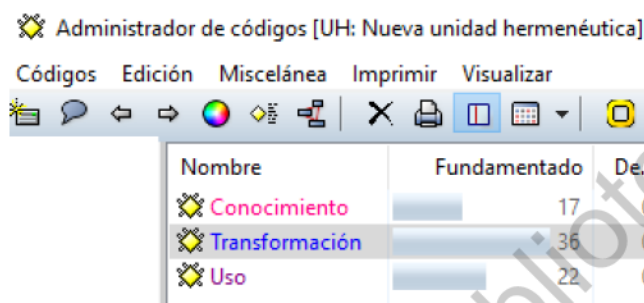 Administrador de códigos [UH: Nueva unidad hermenéutica]
Códigos Edición Miscelánea Imprimir Visualizar
Nombre Fundamentado De.
Conocimiento 17
Transformación 36
Uso 22